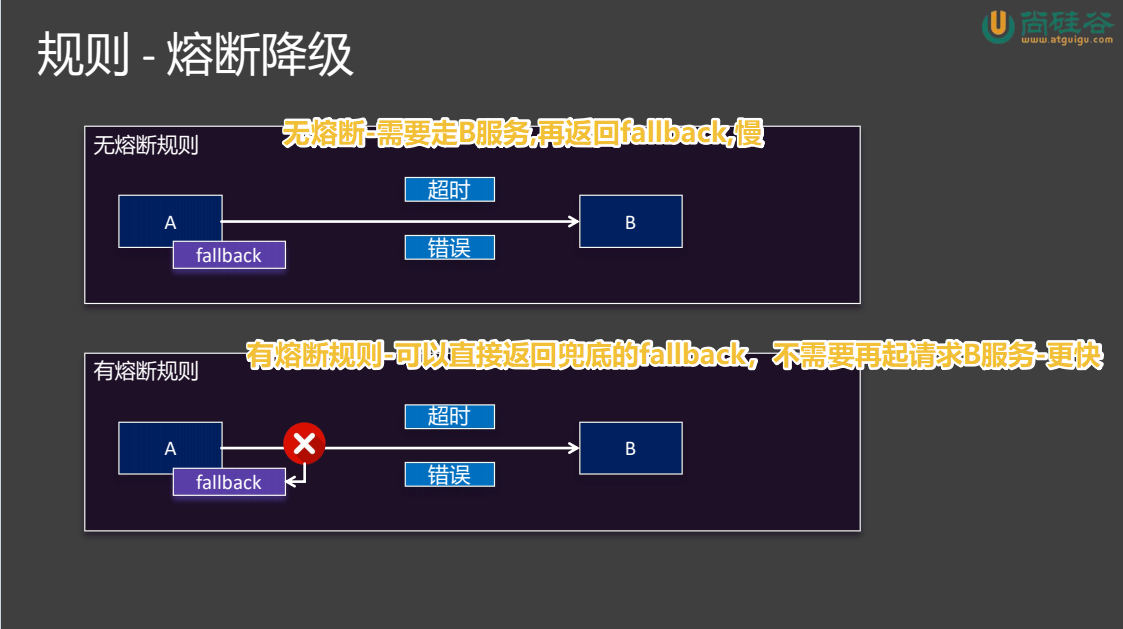 尚硅谷
www.atguigu.com
规则 - 熔断降级
无熔断-需要走B服务,再返回fallback,慢
无熔断规则
超时
A
B
错误
fallback
有熔断规则-可以直接返回兜底的fallback，不需要再起请求B服务-更快
有熔断规则
超时
A
B
错误
fallback